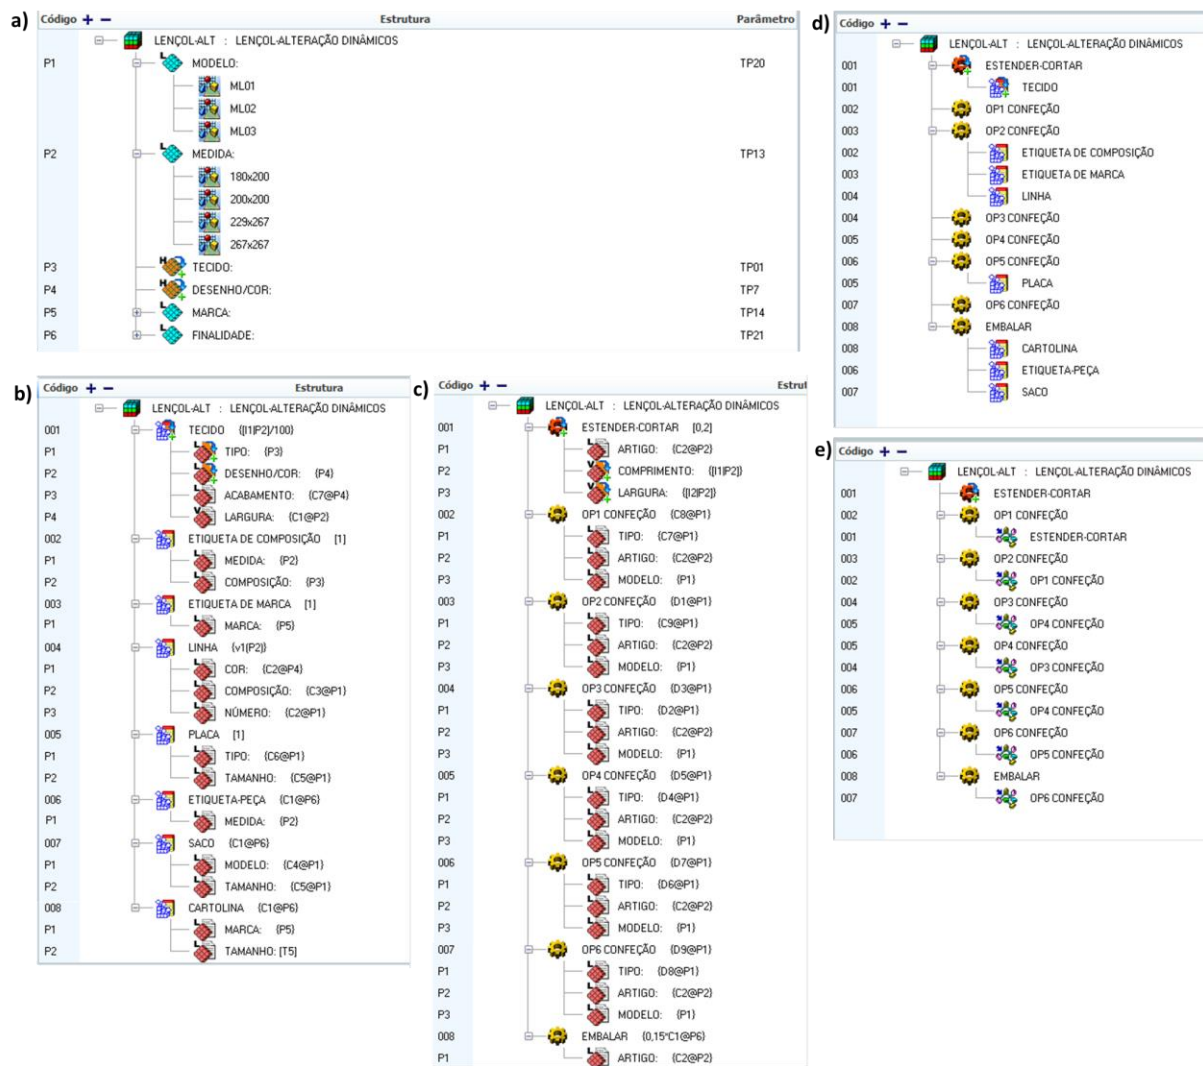 a)
Código + − Estrutura Parâmetro
LENÇOL-ALT : LENÇOL-ALTERAÇÃO DINÂMICOS
P1 MODELO: TP20
ML01
ML02
ML03
P2 MEDIDA: TP13
180x200
200x200
229x267
267x267
P3 TECIDO: TP01
P4 DESENHO/COR: TP7
P5 MARCA: TP14
P6 FINALIDADE: TP21
b)
Código + − Estrutura
LENÇOL-ALT : LENÇOL-ALTERAÇÃO DINÂMICOS
001 TECIDO {|I1|P2}/100}
P1 TIPO: {P3}
P2 DESENHO/COR: {P4}
P3 ACABAMENTO: {C7@P4}
P4 LARGURA: {C1@P2}
002 ETIQUETA DE COMPOSIÇÃO [1]
P1 MEDIDA: {P2}
P2 COMPOSIÇÃO: {P3}
003 ETIQUETA DE MARCA [1]
P1 MARCA: {P5}
004 LINHA {v1{P2}}
P1 COR: {C2@P4}
P2 COMPOSIÇÃO: {C3@P1}
P3 NÚMERO: {C2@P1}
005 PLACA [1]
P1 TIPO: {C6@P1}
P2 TAMANHO: {C5@P1}
006 ETIQUETA-PEÇA {C1@P6}
P1 MEDIDA: {P2}
007 SACO {C1@P6}
P1 MODELO: {C4@P1}
P2 TAMANHO: {C5@P1}
008 CARTOLINA {C1@P6}
P1 MARCA: {P5}
P2 TAMANHO: [T5]
c)
Código + − Estrut
LENÇOL-ALT : LENÇOL-ALTERAÇÃO DINÂMICOS
001 ESTENDER-CORTAR [0,2]
P1 ARTIGO: {C2@P2}
P2 COMPRIMENTO: {|I1|P2]}
P3 LARGURA: {|I2|P2]}
002 OP1 CONFEÇÃO {C8@P1}
P1 TIPO: {C7@P1}
P2 ARTIGO: {C2@P2}
P3 MODELO: {P1}
003 OP2 CONFEÇÃO {D1@P1}
P1 TIPO: {C9@P1}
P2 ARTIGO: {C2@P2}
P3 MODELO: {P1}
004 OP3 CONFEÇÃO {D3@P1}
P1 TIPO: {D2@P1}
P2 ARTIGO: {C2@P2}
P3 MODELO: {P1}
005 OP4 CONFEÇÃO {D5@P1}
P1 TIPO: {D4@P1}
P2 ARTIGO: {C2@P2}
P3 MODELO: {P1}
006 OP5 CONFEÇÃO {D7@P1}
P1 TIPO: {D6@P1}
P2 ARTIGO: {C2@P2}
P3 MODELO: {P1}
007 OP6 CONFEÇÃO {D9@P1}
P1 TIPO: {D8@P1}
P2 ARTIGO: {C2@P2}
P3 MODELO: {P1}
008 EMBALAR {0,15*C1@P6}
P1 ARTIGO: {C2@P2}
d)
Código + −
LENÇOL-ALT : LENÇOL-ALTERAÇÃO DINÂMICOS
001 ESTENDER-CORTAR
001 TECIDO
002 OP1 CONFEÇÃO
003 OP2 CONFEÇÃO
002 ETIQUETA DE COMPOSIÇÃO
003 ETIQUETA DE MARCA
004 LINHA
004 OP3 CONFEÇÃO
005 OP4 CONFEÇÃO
006 OP5 CONFEÇÃO
005 PLACA
007 OP6 CONFEÇÃO
008 EMBALAR
008 CARTOLINA
006 ETIQUETA-PEÇA
007 SACO
e)
Código + −
LENÇOL-ALT : LENÇOL-ALTERAÇÃO DINÂMICOS
001 ESTENDER-CORTAR
002 OP1 CONFEÇÃO
001 ESTENDER-CORTAR
003 OP2 CONFEÇÃO
002 OP1 CONFEÇÃO
004 OP3 CONFEÇÃO
005 OP4 CONFEÇÃO
005 OP4 CONFEÇÃO
004 OP3 CONFEÇÃO
006 OP5 CONFEÇÃO
005 OP4 CONFEÇÃO
007 OP6 CONFEÇÃO
006 OP5 CONFEÇÃO
008 EMBALAR
007 OP6 CONFEÇÃO